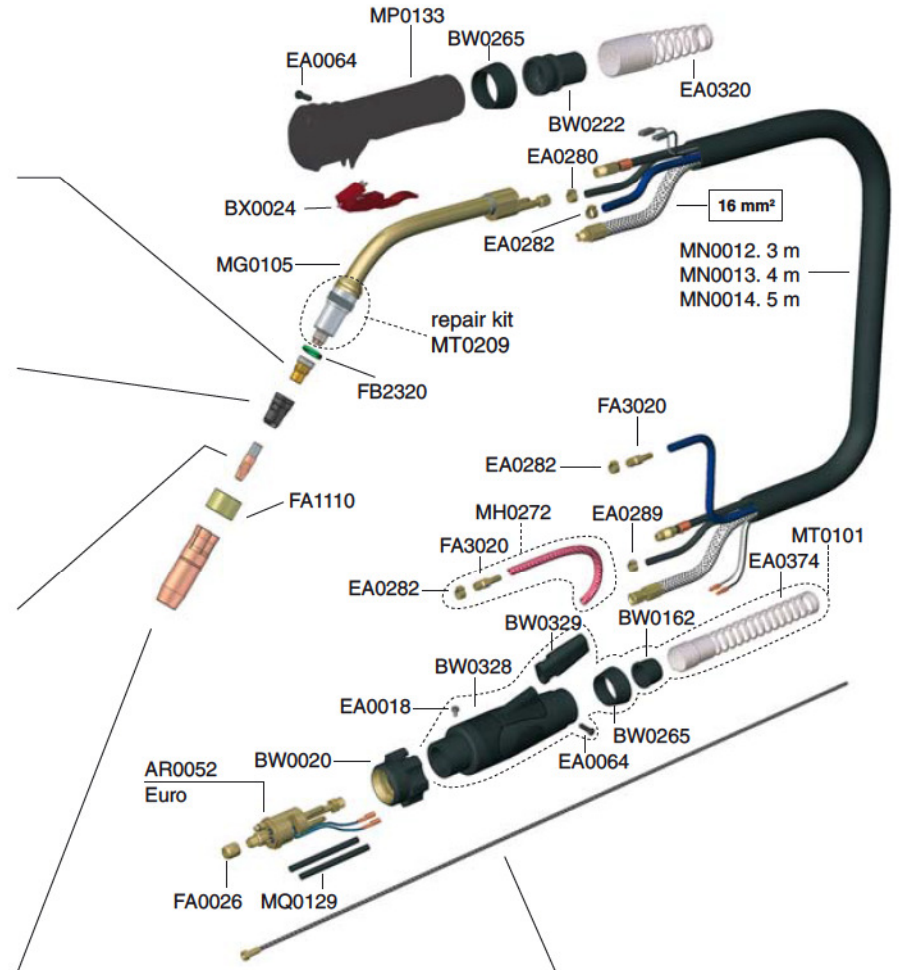 MP0133
BW0265
EA0064
EA0320
BW0222
EA0280
BX0024
16 mm²
EA0282
MG0105
MN0012. 3 m
MN0013. 4 m
MN0014. 5 m
repair kit
MT0209
FB2320
FA3020
EA0282
FA1110
MH0272
EA0289
MT0101
FA3020
EA0374
EA0282
BW0329
BW0162
BW0328
EA0018
BW0265
BW0020
EA0064
AR0052
Euro
FA0026
MQ0129